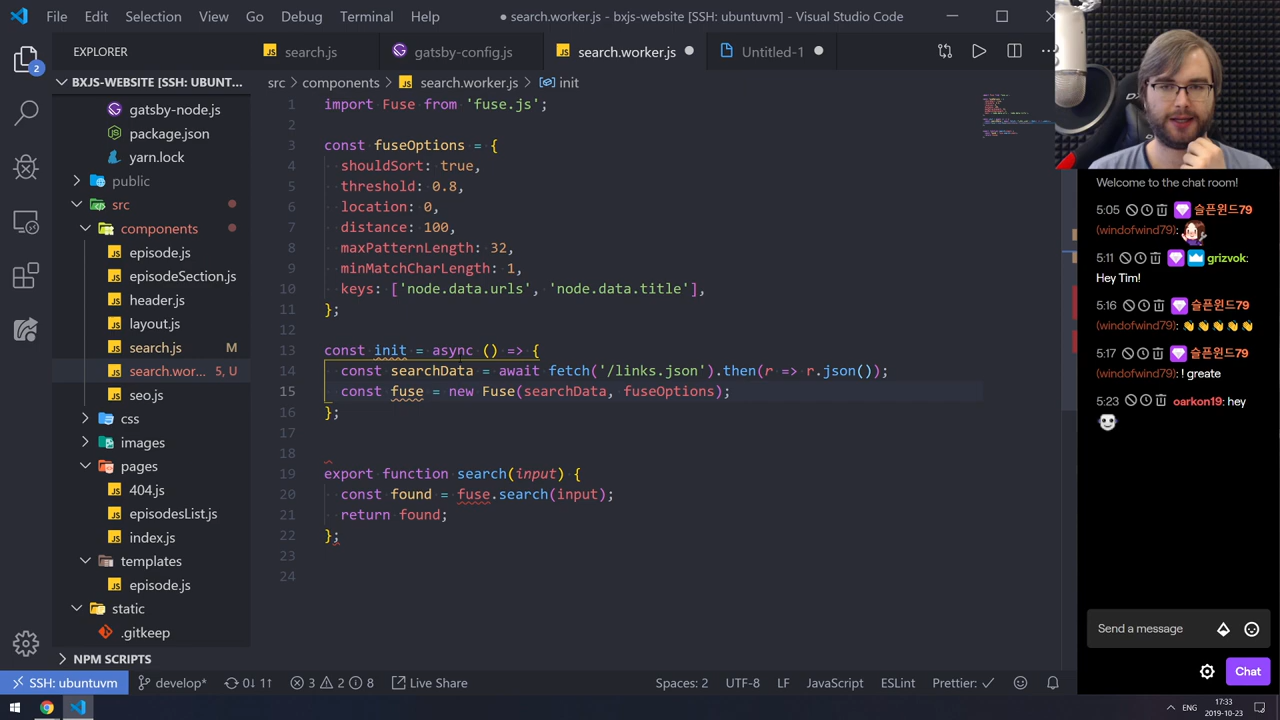 File Edit Selection View Go Debug Terminal Help ● search.worker.js - bxjs-website [SSH: ubuntuvm] - Visual Studio Code
EXPLORER
search.js gatsby-config.js search.worker.js Untitled-1
BXJS-WEBSITE [SSH: UBUNT...
src > components > search.worker.js > init
gatsby-node.js
package.json
yarn.lock
public
src
components
episode.js
episodeSection.js
header.js
layout.js
search.js M
search.wor... 5, U
seo.js
css
images
pages
404.js
episodesList.js
index.js
templates
episode.js
static
.gitkeep
NPM SCRIPTS
2
1 import Fuse from 'fuse.js';
2
3 const fuseOptions = {
4 shouldSort: true,
5 threshold: 0.8,
6 location: 0,
7 distance: 100,
8 maxPatternLength: 32,
9 minMatchCharLength: 1,
10 keys: ['node.data.urls', 'node.data.title'],
11 };
12
13 const init = async () => {
14 const searchData = await fetch('/links.json').then(r => r.json());
15 const fuse = new Fuse(searchData, fuseOptions);
16 };
17
18
19 export function search(input) {
20 const found = fuse.search(input);
21 return found;
22 };
23
24
Welcome to the chat room!
5:05 슬픈윈드79
(windofwind79):
5:11 grizvok:
Hey Tim!
5:16 슬픈윈드79
(windofwind79): 👏👏👏👏👏
5:17 슬픈윈드79
(windofwind79): ! greate
5:23 oarkon19: hey
Send a message
Chat
SSH: ubuntuvm develop* 0↓ 1↑ 3 2 8 Live Share Spaces: 2 UTF-8 LF JavaScript ESLint Prettier: ✓
ENG 17:33
2019-10-23